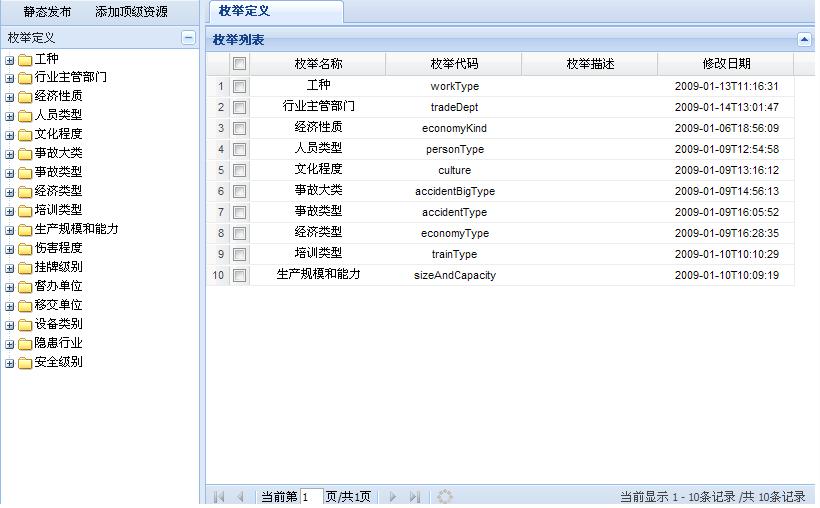 静态发布 添加顶级资源
枚举定义
工种
行业主管部门
经济性质
人员类型
文化程度
事故大类
事故类型
经济类型
培训类型
生产规模和能力
伤害程度
挂牌级别
督办单位
移交单位
设备类别
隐患行业
安全级别
枚举定义
枚举列表
枚举名称 枚举代码 枚举描述 修改日期
1 工种 workType 2009-01-13T11:16:31
2 行业主管部门 tradeDept 2009-01-14T13:01:47
3 经济性质 economyKind 2009-01-06T18:56:09
4 人员类型 personType 2009-01-09T12:54:58
5 文化程度 culture 2009-01-09T13:16:12
6 事故大类 accidentBigType 2009-01-09T14:56:13
7 事故类型 accidentType 2009-01-09T16:05:52
8 经济类型 economyType 2009-01-09T16:28:35
9 培训类型 trainType 2009-01-10T10:10:29
10 生产规模和能力 sizeAndCapacity 2009-01-10T10:09:19
当前第 1 页/共1页 当前显示 1 - 10条记录 /共 10条记录